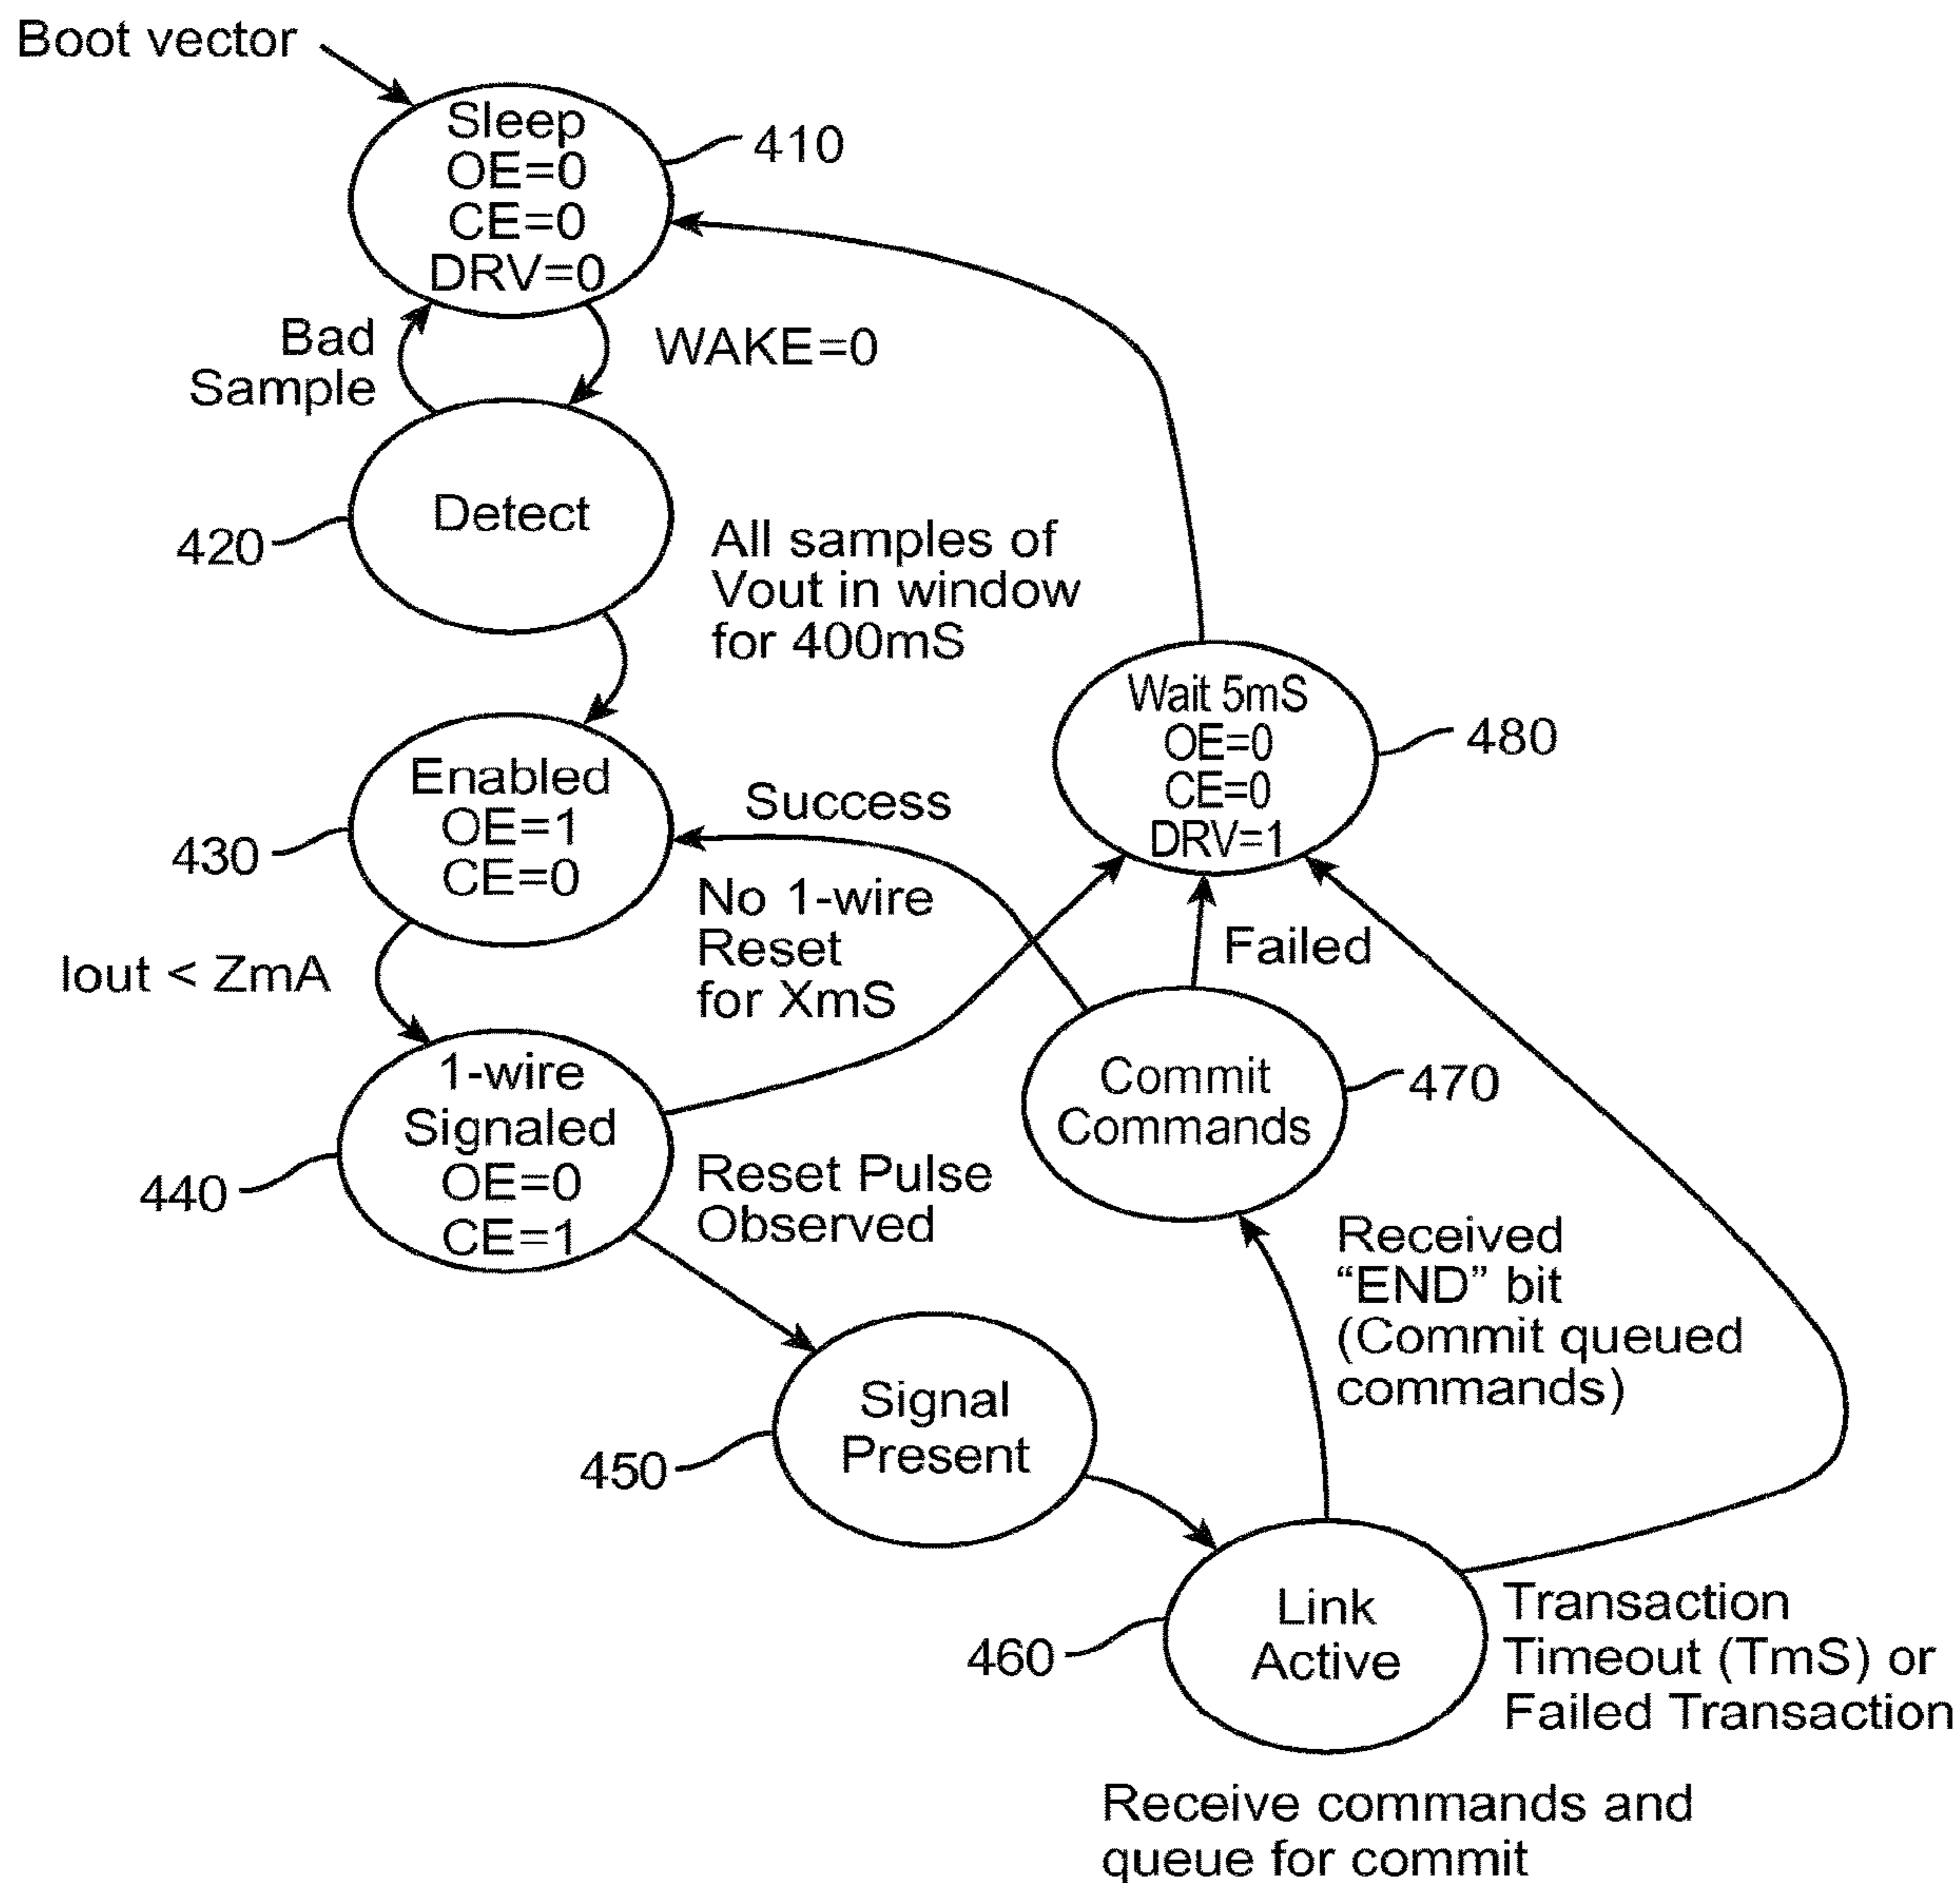 Boot vector
Sleep
OE=0
CE=0
DRV=0
410
Bad
Sample
WAKE=0
Detect
420
All samples of
Vout in window
for 400mS
Wait 5mS
OE=0
CE=0
DRV=1
480
Enabled
OE=1
CE=0
430
Success
No 1-wire
Reset
for XmS
Failed
Iout < ZmA
1-wire
Signaled
OE=0
CE=1
440
Commit
Commands
470
Reset Pulse
Observed
Received
“END” bit
(Commit queued
commands)
Signal
Present
450
Link
Active
460
Transaction
Timeout (TmS) or
Failed Transaction
Receive commands and
queue for commit